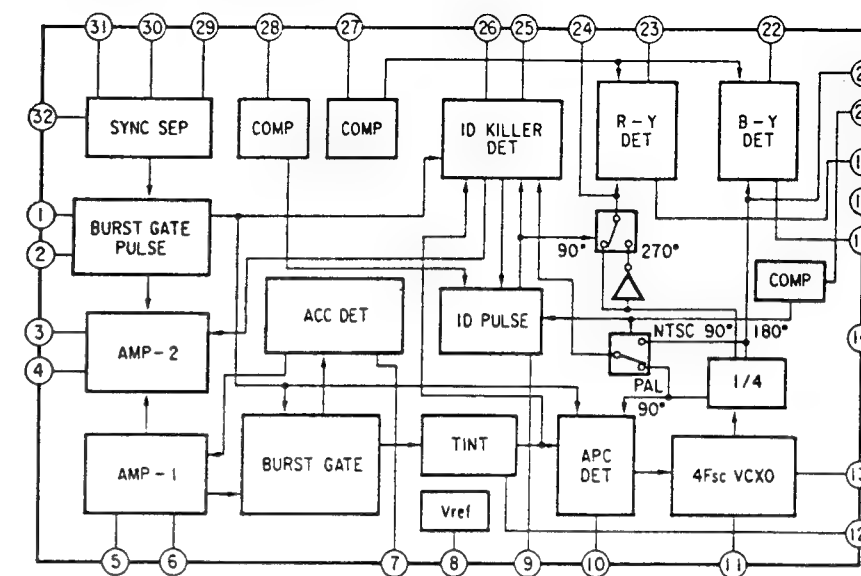 31 30 29 28 27 26 25 24 23 22
32
SYNC SEP
COMP
COMP
ID KILLER
DET
R-Y
DET
B-Y
DET
1
2
BURST GATE
PULSE
90°
270°
COMP
3
4
AMP-2
ACC DET
ID PULSE
NTSC 90°
180°
PAL
90°
1/4
AMP-1
BURST GATE
TINT
APC
DET
4Fsc VCXO
13
Vref
12
5 6 7 8 9 10 11